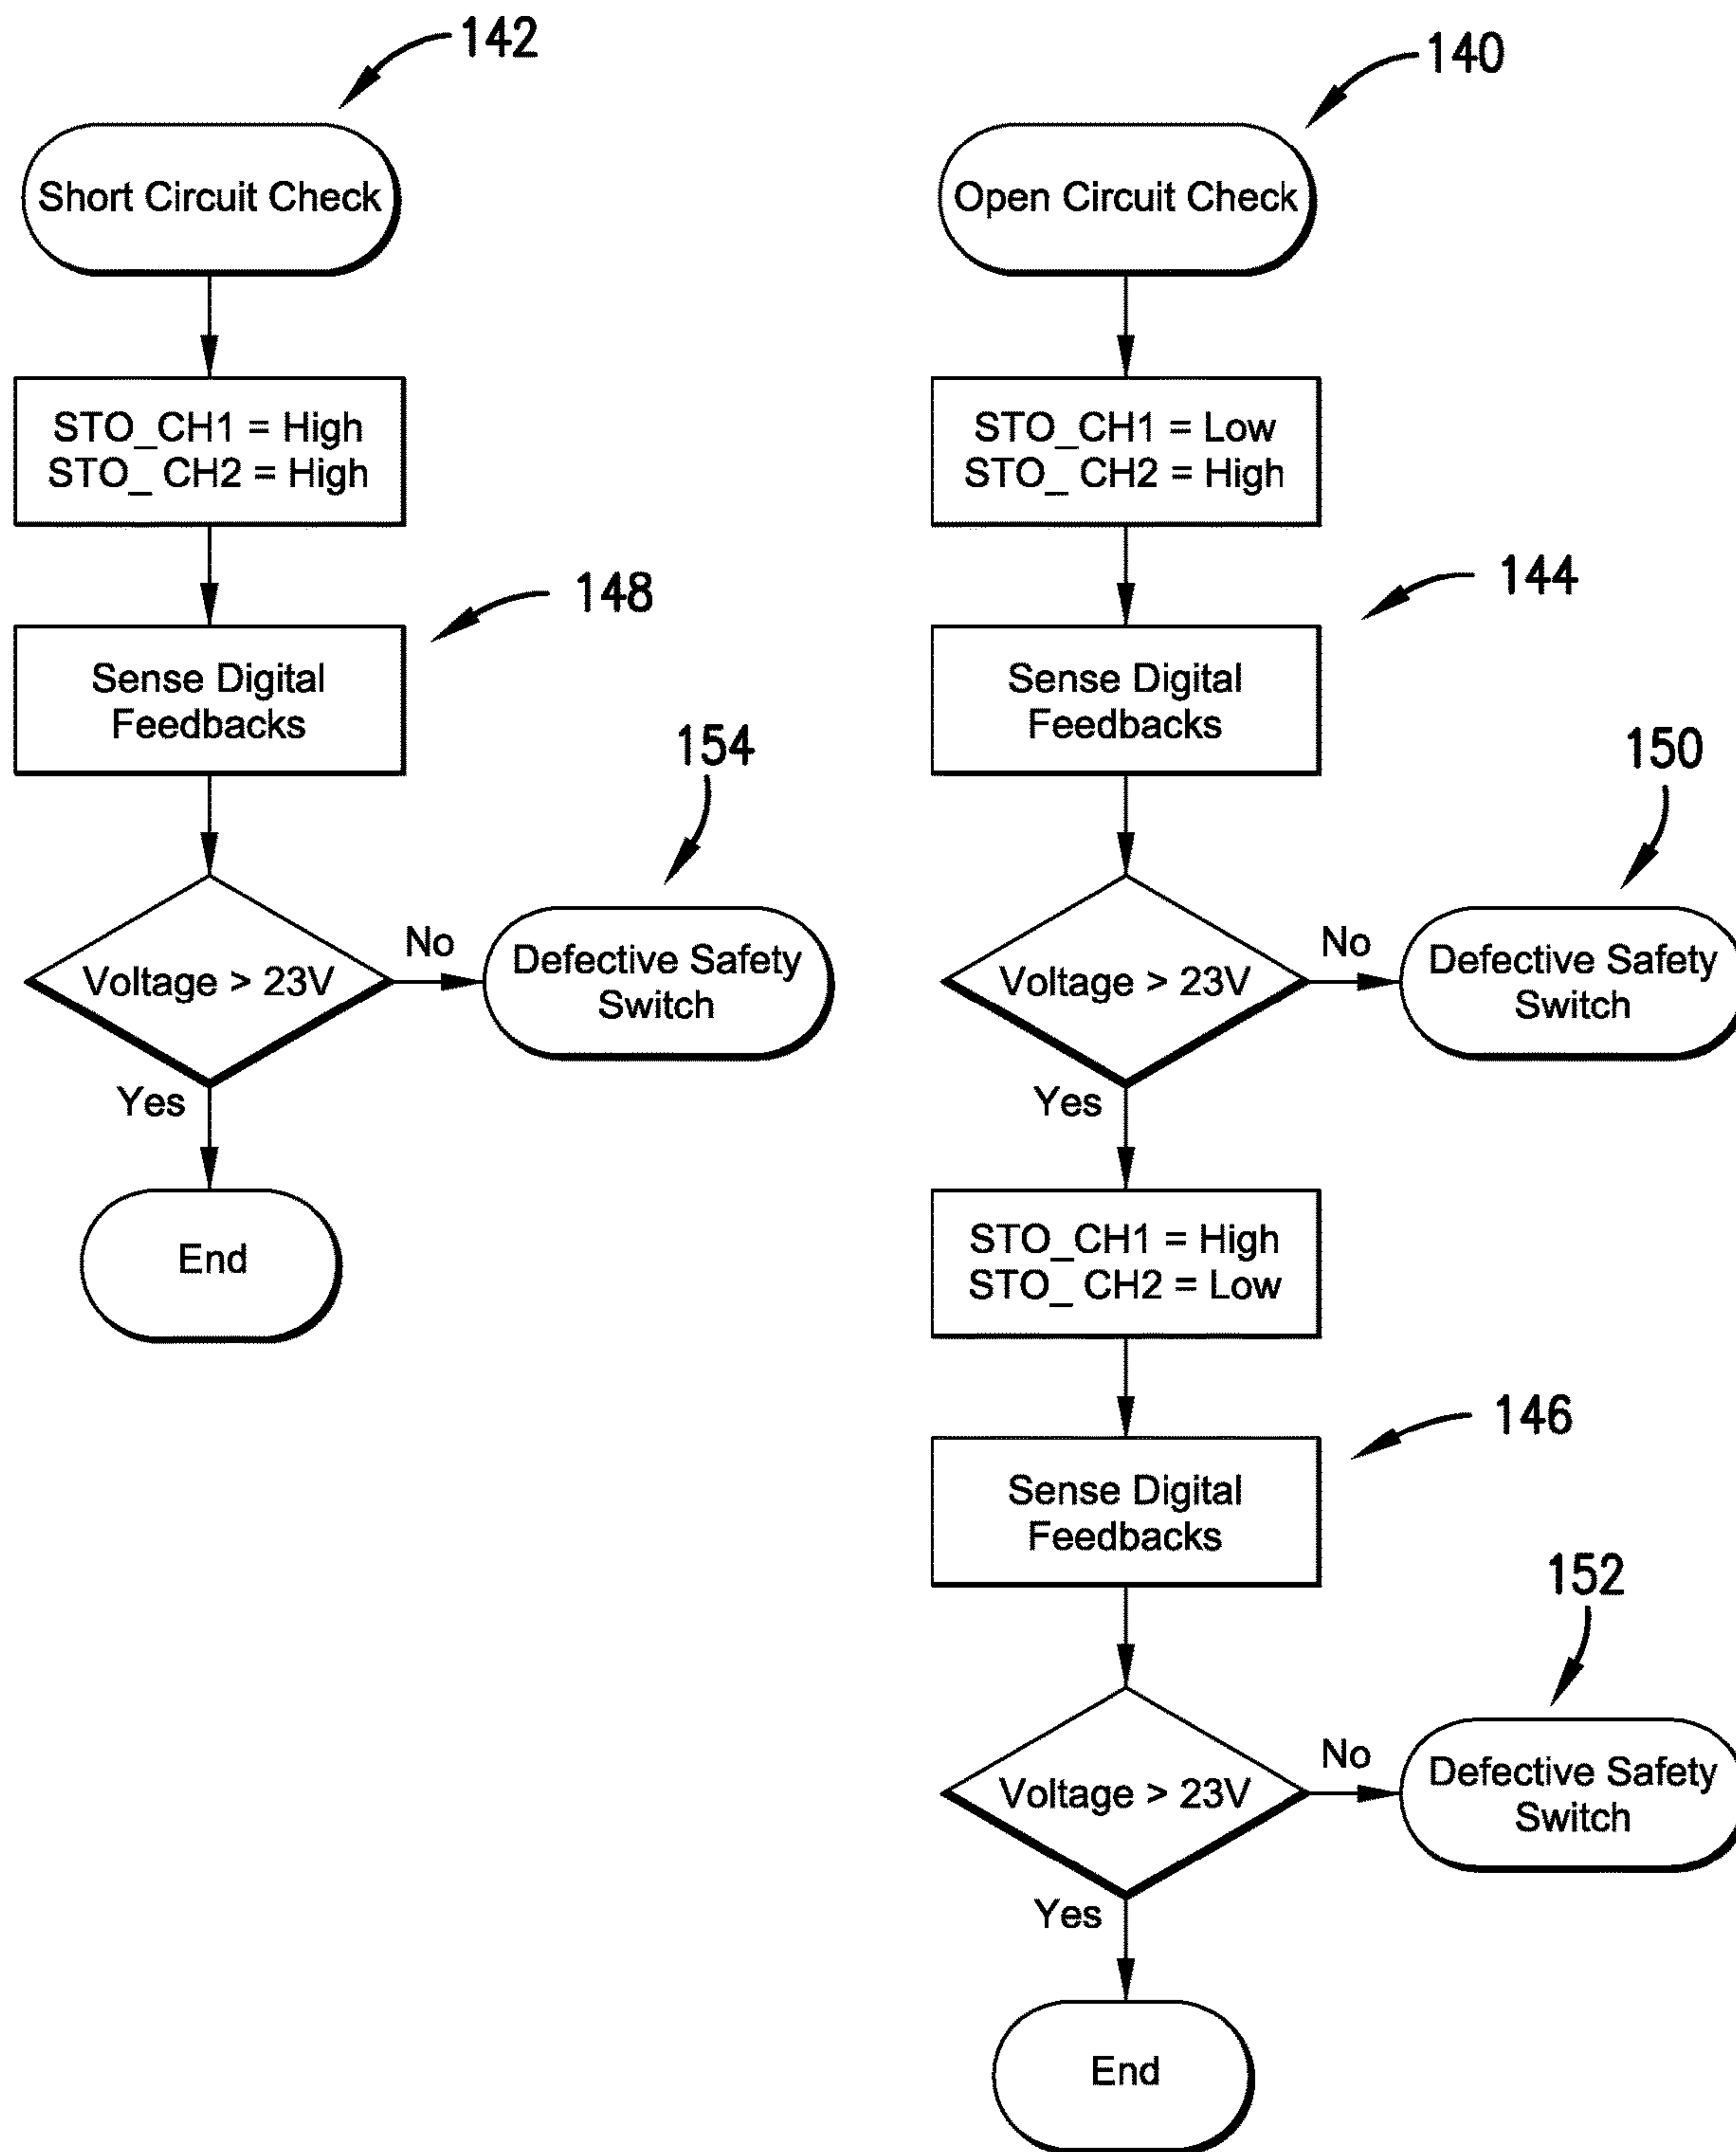 142
Short Circuit Check
STO_CH1 = High
STO_ CH2 = High
148
Sense Digital
Feedbacks
154
Voltage > 23V
No
Defective Safety
Switch
Yes
End
140
Open Circuit Check
STO_CH1 = Low
STO_ CH2 = High
144
Sense Digital
Feedbacks
150
Voltage > 23V
No
Defective Safety
Switch
Yes
STO_CH1 = High
STO_ CH2 = Low
146
Sense Digital
Feedbacks
152
Voltage > 23V
No
Defective Safety
Switch
Yes
End